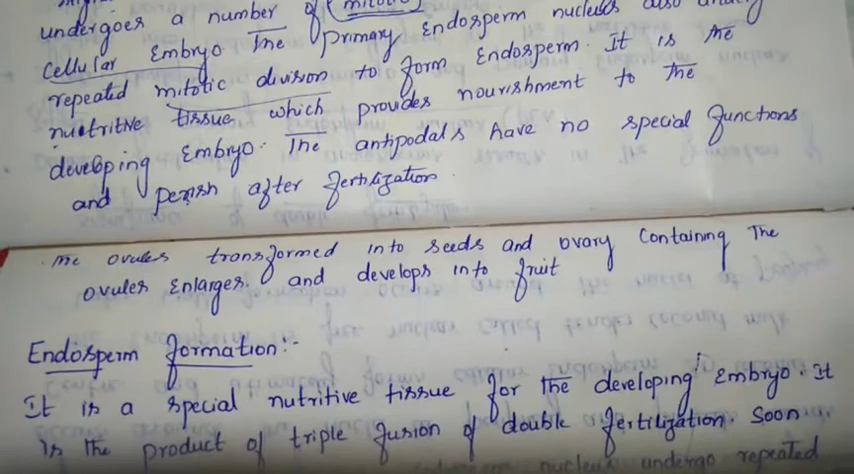 undergoes a number of (mitotic
cellular Embryo The primary Endosperm nucleus also
repeated mitotic division to form Endosperm. It is the
nutritive tissue which provides nourishment to the
developing Embryo. The antipodals have no special functions
and perish after fertilization.
The ovules transformed into seeds and ovary containing the
ovules Enlarges. and develops into fruit
Endosperm formation:-
It is a special nutritive tissue for the developing Embryo. It
is the product of triple fusion of double fertilization. Soon
nucleus undergo repeated